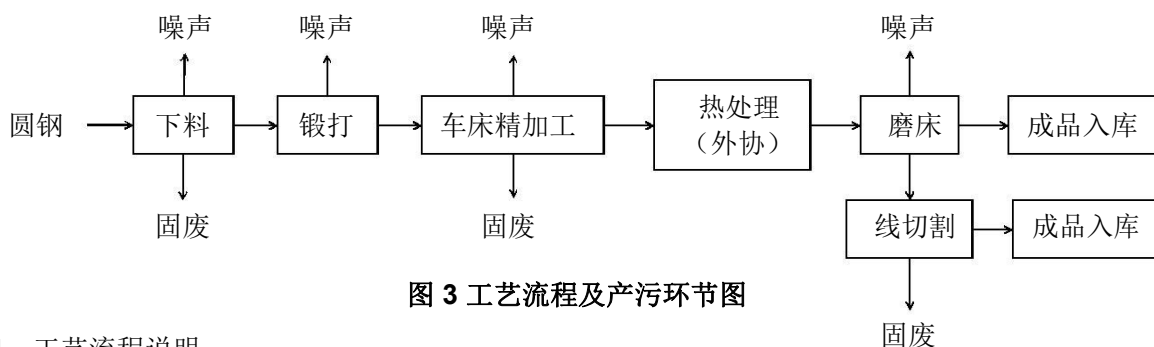 噪声 噪声 噪声 噪声
圆钢 下料 锻打 车床精加工 热处理 磨床 成品入库
（外协）
固废 固废 线切割 成品入库
图 3 工艺流程及产污环节图
固废
工艺流程说明